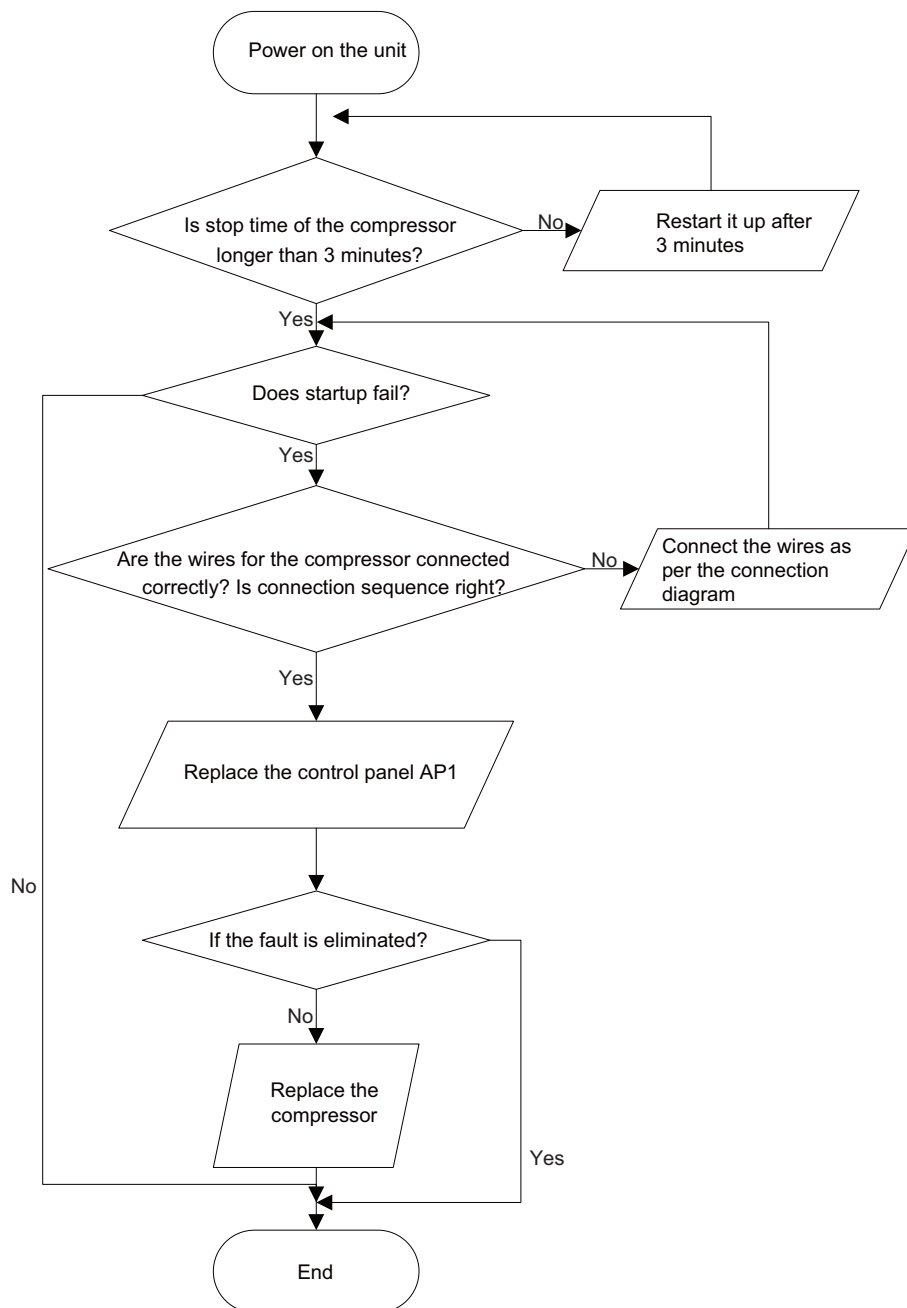 Power on the unit
Is stop time of the compressor
longer than 3 minutes?
No
Restart it up after
3 minutes
Yes
Does startup fail?
Yes
Are the wires for the compressor connected
correctly? Is connection sequence right?
No
Connect the wires as
per the connection
diagram
Yes
Replace the control panel AP1
No
If the fault is eliminated?
No
Replace the
compressor
Yes
End